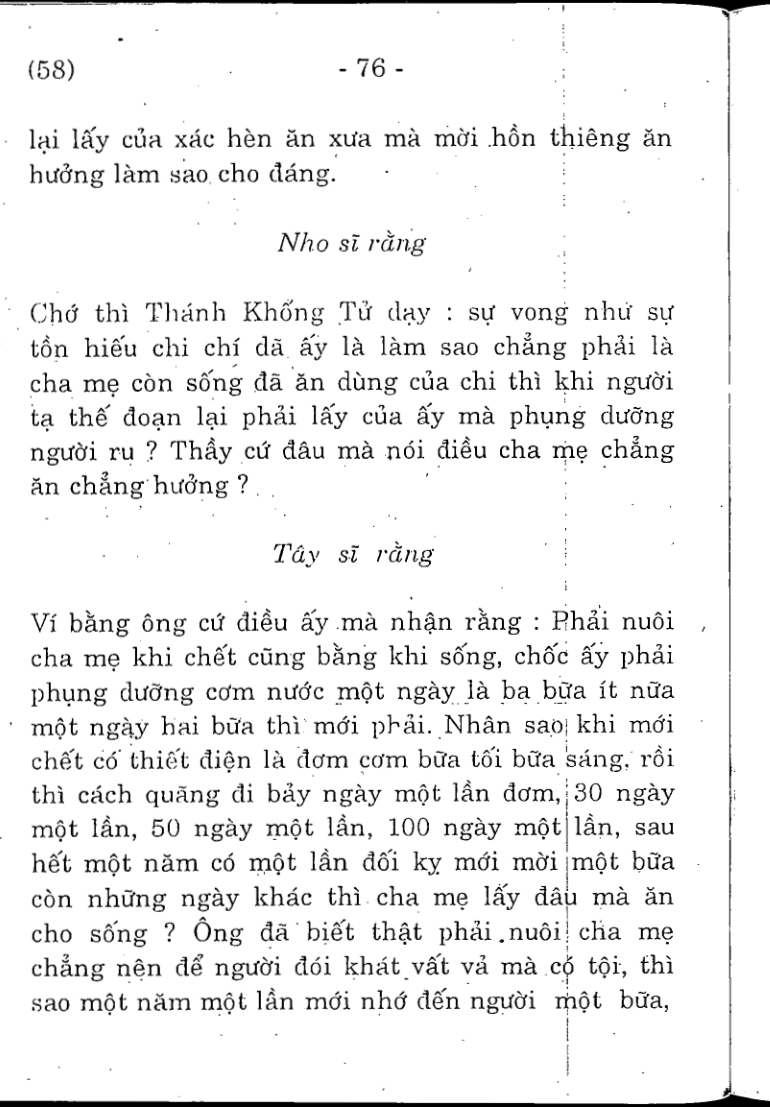 (58) - 76 -
lại lấy của xác hèn ăn xưa mà mời hồn thiêng ăn
hưởng làm sao cho đáng.
Nho sĩ rằng
Chớ thì Thánh Khổng Tử dạy : sự vong như sự
tồn hiếu chi chí dã ấy là làm sao chẳng phải là
cha mẹ còn sống đã ăn dùng của chi thì khi người
tạ thế đoạn lại phải lấy của ấy mà phụng dưỡng
người ru ? Thầy cứ đâu mà nói điều cha mẹ chẳng
ăn chẳng hưởng ?
Tây sĩ rằng
Ví bằng ông cứ điều ấy mà nhận rằng : Phải nuôi
cha mẹ khi chết cũng bằng khi sống, chốc ấy phải
phụng dưỡng cơm nước một ngày là ba bữa ít nữa
một ngày hai bữa thì mới phải. Nhân sao khi mới
chết có thiết điện là đơm cơm bữa tối bữa sáng, rồi
thì cách quãng đi bảy ngày một lần đơm, 30 ngày
một lần, 50 ngày một lần, 100 ngày một lần, sau
hết một năm có một lần đối kỵ mới mời một bữa
còn những ngày khác thì cha mẹ lấy đâu mà ăn
cho sống ? Ông đã biết thật phải nuôi cha mẹ
chẳng nên để người đói khát vất vả mà có tội, thì
sao một năm một lần mới nhớ đến người một bữa,